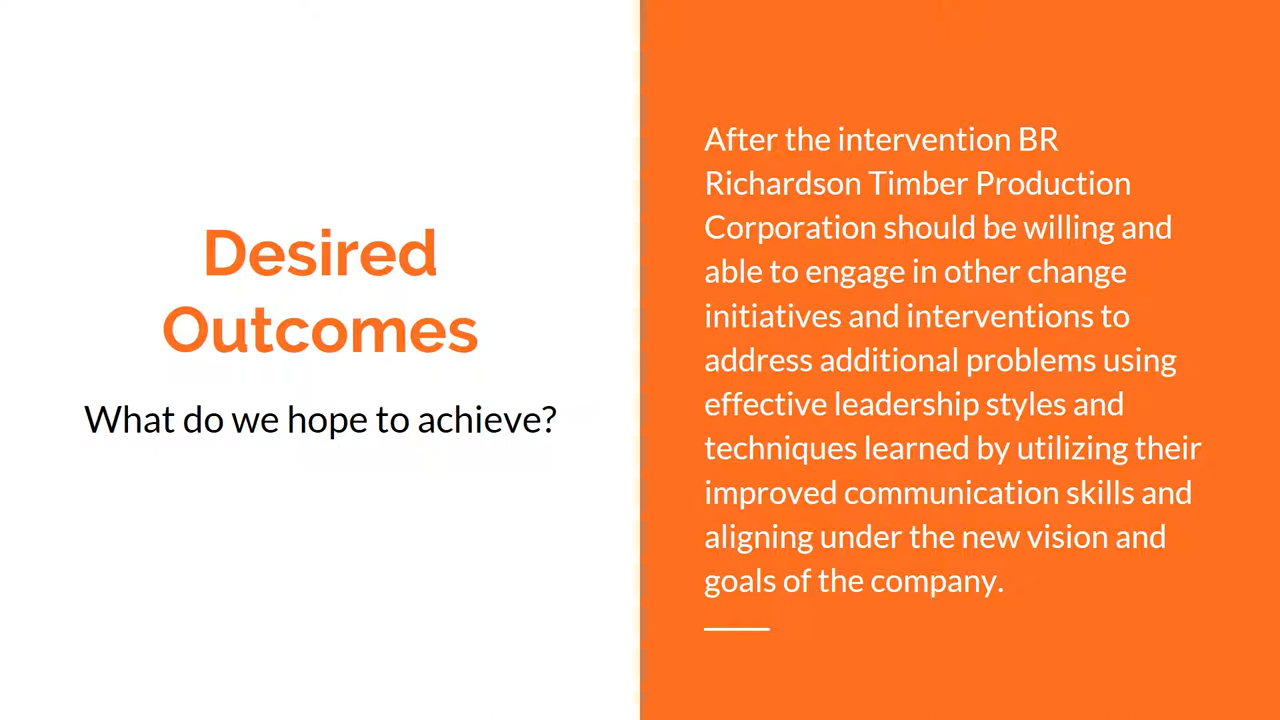 Desired
Outcomes
What do we hope to achieve?
After the intervention BR
Richardson Timber Production
Corporation should be willing and
able to engage in other change
initiatives and interventions to
address additional problems using
effective leadership styles and
techniques learned by utilizing their
improved communication skills and
aligning under the new vision and
goals of the company.